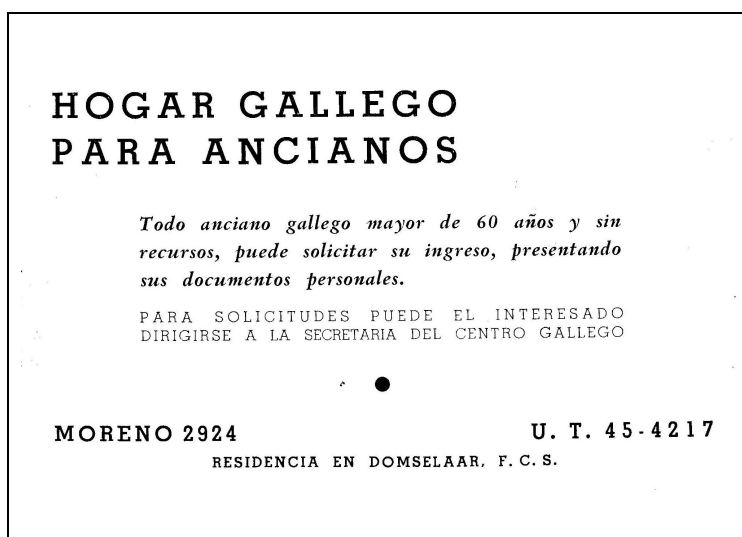 HOGAR GALLEGO
PARA ANCIANOS
Todo anciano gallego mayor de 60 años y sin
recursos, puede solicitar su ingreso, presentando
sus documentos personales.
PARA SOLICITUDES PUEDE EL INTERESADO
DIRIGIRSE A LA SECRETARIA DEL CENTRO GALLEGO
MORENO 2924
U. T. 45-4217
RESIDENCIA EN DOMSELAAR, F. C. S.